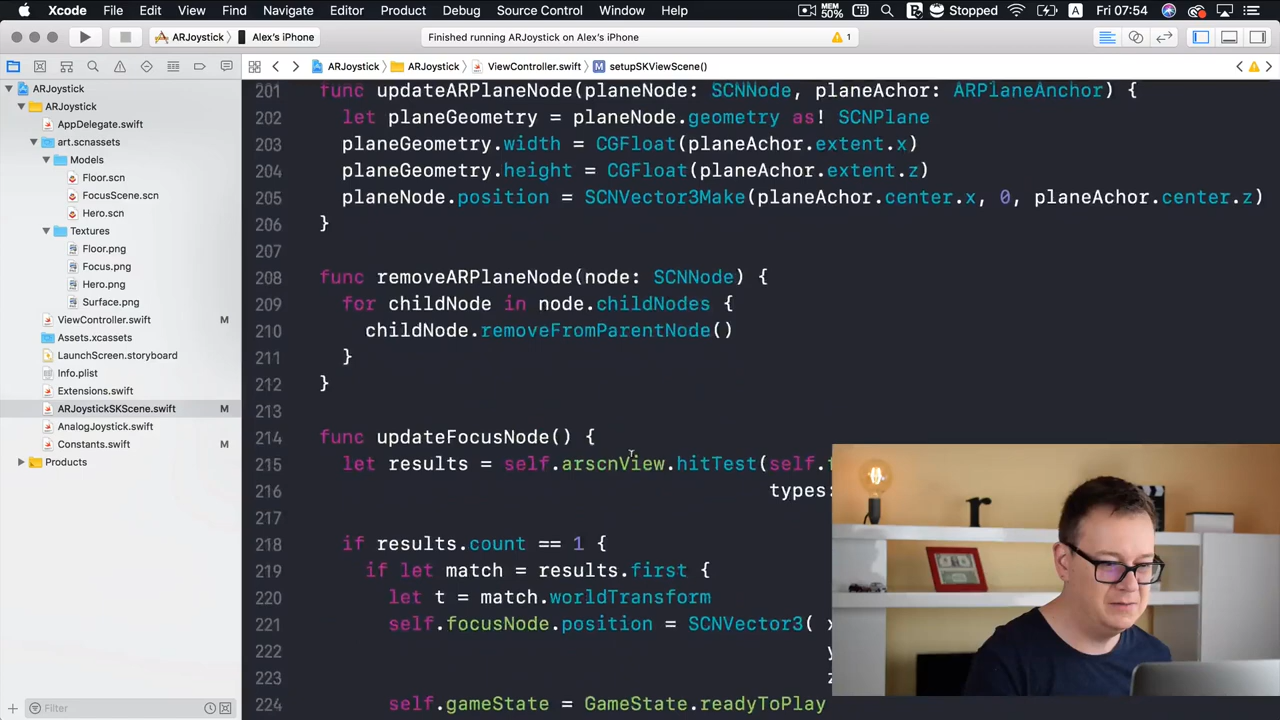 Xcode File Edit View Find Navigate Editor Product Debug Source Control Window Help MEM 50% Stopped A Fri 07:54
ARJoystick Alex's iPhone Finished running ARJoystick on Alex's iPhone 1
ARJoystick ARJoystick ViewController.swift M setupSKViewScene()
ARJoystick
ARJoystick
AppDelegate.swift
art.scnassets
Models
Floor.scn
FocusScene.scn
Hero.scn
Textures
Floor.png
Focus.png
Hero.png
Surface.png
ViewController.swift M
Assets.xcassets
LaunchScreen.storyboard
Info.plist
Extensions.swift
ARJoystickSKScene.swift M
AnalogJoystick.swift
Constants.swift M
Products
Filter
201 func updateARPlaneNode(planeNode: SCNNode, planeAchor: ARPlaneAnchor) {
202 let planeGeometry = planeNode.geometry as! SCNPlane
203 planeGeometry.width = CGFloat(planeAchor.extent.x)
204 planeGeometry.height = CGFloat(planeAchor.extent.z)
205 planeNode.position = SCNVector3Make(planeAchor.center.x, 0, planeAchor.center.z)
206 }
207
208 func removeARPlaneNode(node: SCNNode) {
209 for childNode in node.childNodes {
210 childNode.removeFromParentNode()
211 }
212 }
213
214 func updateFocusNode() {
215 let results = self.arscnView.hitTest(self.
216 types:
217
218 if results.count == 1 {
219 if let match = results.first {
220 let t = match.worldTransform
221 self.focusNode.position = SCNVector3( x
222
223
224 self.gameState = GameState.readyToPlay